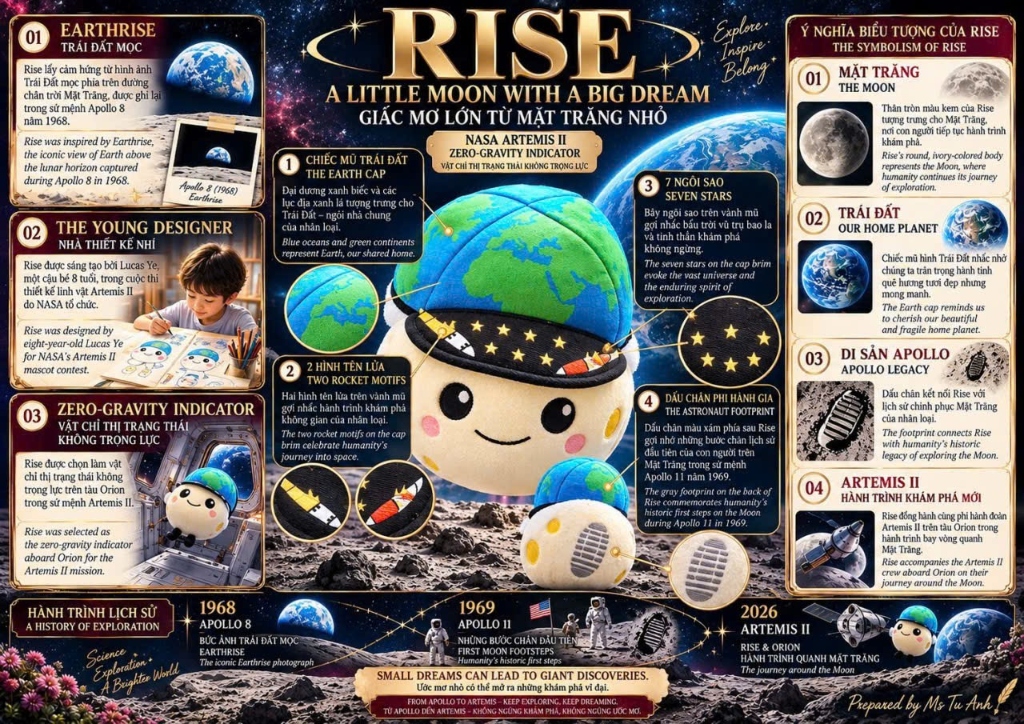 RISE
A LITTLE MOON WITH A BIG DREAM
GIẤC MƠ LỚN TỪ MẶT TRĂNG NHỎ
NASA ARTEMIS II
ZERO-GRAVITY INDICATOR
VẬT CHỈ THỊ TRẠNG THÁI KHÔNG TRỌNG LỰC
Explore
Inspire
Belong
01
EARTHRISE
TRÁI ĐẤT MỌC
Rise lấy cảm hứng từ hình ảnh
Trái Đất mọc phía trên đường
chân trời Mặt Trăng, được ghi lại
trong sứ mệnh Apollo 8
năm 1968.
Rise was inspired by Earthrise,
the iconic view of Earth above
the lunar horizon captured
during Apollo 8 in 1968.
Apollo 8 (1968)
Earthrise
02
THE YOUNG DESIGNER
NHÀ THIẾT KẾ NHÍ
Rise được sáng tạo bởi Lucas Ye,
một cậu bé 8 tuổi, trong cuộc thi
thiết kế linh vật Artemis II
do NASA tổ chức.
Rise was designed by
eight-year-old Lucas Ye
for NASA's Artemis II
mascot contest.
03
ZERO-GRAVITY INDICATOR
VẬT CHỈ THỊ TRẠNG THÁI
KHÔNG TRỌNG LỰC
Rise được chọn làm vật
chỉ thị trạng thái không
trọng lực trên tàu Orion
trong sứ mệnh Artemis II.
Rise was selected as
the zero-gravity indicator
aboard Orion for the
Artemis II mission.
1
CHIẾC MŨ TRÁI ĐẤT
THE EARTH CAP
Đại dương xanh biếc và các
lục địa xanh lá tượng trưng cho
Trái Đất – ngôi nhà chung
của nhân loại.
Blue oceans and green continents
represent Earth, our shared home.
2
2 HÌNH TÊN LỬA
TWO ROCKET MOTIFS
Hai hình tên lửa trên vành mũ
gợi nhắc hành trình khám phá
không gian của nhân loại.
The two rocket motifs on the cap
brim celebrate humanity's
journey into space.
3
7 NGÔI SAO
SEVEN STARS
Bảy ngôi sao trên vành mũ
gợi nhắc bầu trời vũ trụ bao la
và tinh thần khám phá
không ngừng.
The seven stars on the cap brim
evoke the vast universe and
the enduring spirit of
exploration.
4
DẤU CHÂN PHI HÀNH GIA
THE ASTRONAUT FOOTPRINT
Dấu chân màu xám phía sau Rise
gợi nhớ những bước chân lịch sử
đầu tiên của con người trên
Mặt Trăng trong sứ mệnh
Apollo 11 năm 1969.
The gray footprint on the back of
Rise commemorates humanity's
historic first steps on the Moon
during Apollo 11 in 1969.
Ý NGHĨA BIỂU TƯỢNG CỦA RISE
THE SYMBOLISM OF RISE
01
MẶT TRĂNG
THE MOON
Thân tròn màu kem của Rise
tượng trưng cho Mặt Trăng,
nơi con người tiếp tục hành trình
khám phá.
Rise's round, ivory-colored body
represents the Moon, where
humanity continues its journey
of exploration.
02
TRÁI ĐẤT
OUR HOME PLANET
Chiếc mũ hình Trái Đất nhắc nhở
chúng ta trân trọng hành tinh
quê hương tươi đẹp nhưng
mong manh.
The Earth cap reminds us
to cherish our beautiful
and fragile home planet.
03
DI SẢN APOLLO
APOLLO LEGACY
Dấu chân kết nối Rise với
lịch sử chinh phục Mặt Trăng
của nhân loại.
The footprint connects Rise
with humanity's historic
legacy of exploring the Moon.
04
ARTEMIS II
HÀNH TRÌNH KHÁM PHÁ MỚI
Rise đồng hành cùng phi hành đoàn
Artemis II trên tàu Orion trong
hành trình bay vòng quanh
Mặt Trăng.
Rise accompanies the Artemis II
crew aboard Orion on their
journey around the Moon.
HÀNH TRÌNH LỊCH SỬ
A HISTORY OF EXPLORATION
Science
Exploration
A Brighter World
1968
APOLLO 8
BỨC ẢNH TRÁI ĐẤT MỌC
EARTHRISE
The iconic Earthrise photograph
1969
APOLLO 11
NHỮNG BƯỚC CHÂN ĐẦU TIÊN
FIRST MOON FOOTSTEPS
Humanity's historic first steps
2026
ARTEMIS II
RISE & ORION
HÀNH TRÌNH QUANH MẶT TRĂNG
The journey around the Moon
SMALL DREAMS CAN LEAD TO GIANT DISCOVERIES.
Ước mơ nhỏ có thể mở ra những khám phá vĩ đại.
FROM APOLLO TO ARTEMIS – KEEP EXPLORING, KEEP DREAMING.
TỪ APOLLO ĐẾN ARTEMIS – KHÔNG NGỪNG KHÁM PHÁ, KHÔNG NGỪNG ƯỚC MƠ.
Prepared by Ms Tu Anh